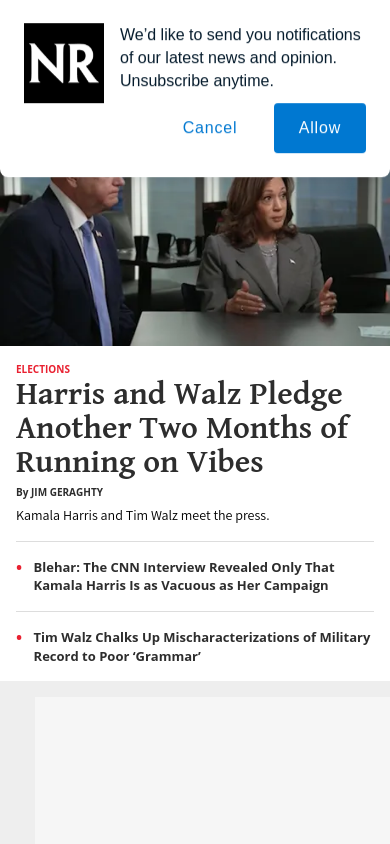 NR
We’d like to send you notifications
of our latest news and opinion.
Unsubscribe anytime.
Cancel
Allow
ELECTIONS
Harris and Walz Pledge
Another Two Months of
Running on Vibes
By JIM GERAGHTY
Kamala Harris and Tim Walz meet the press.
• Blehar: The CNN Interview Revealed Only That
Kamala Harris Is as Vacuous as Her Campaign
• Tim Walz Chalks Up Mischaracterizations of Military
Record to Poor ‘Grammar’